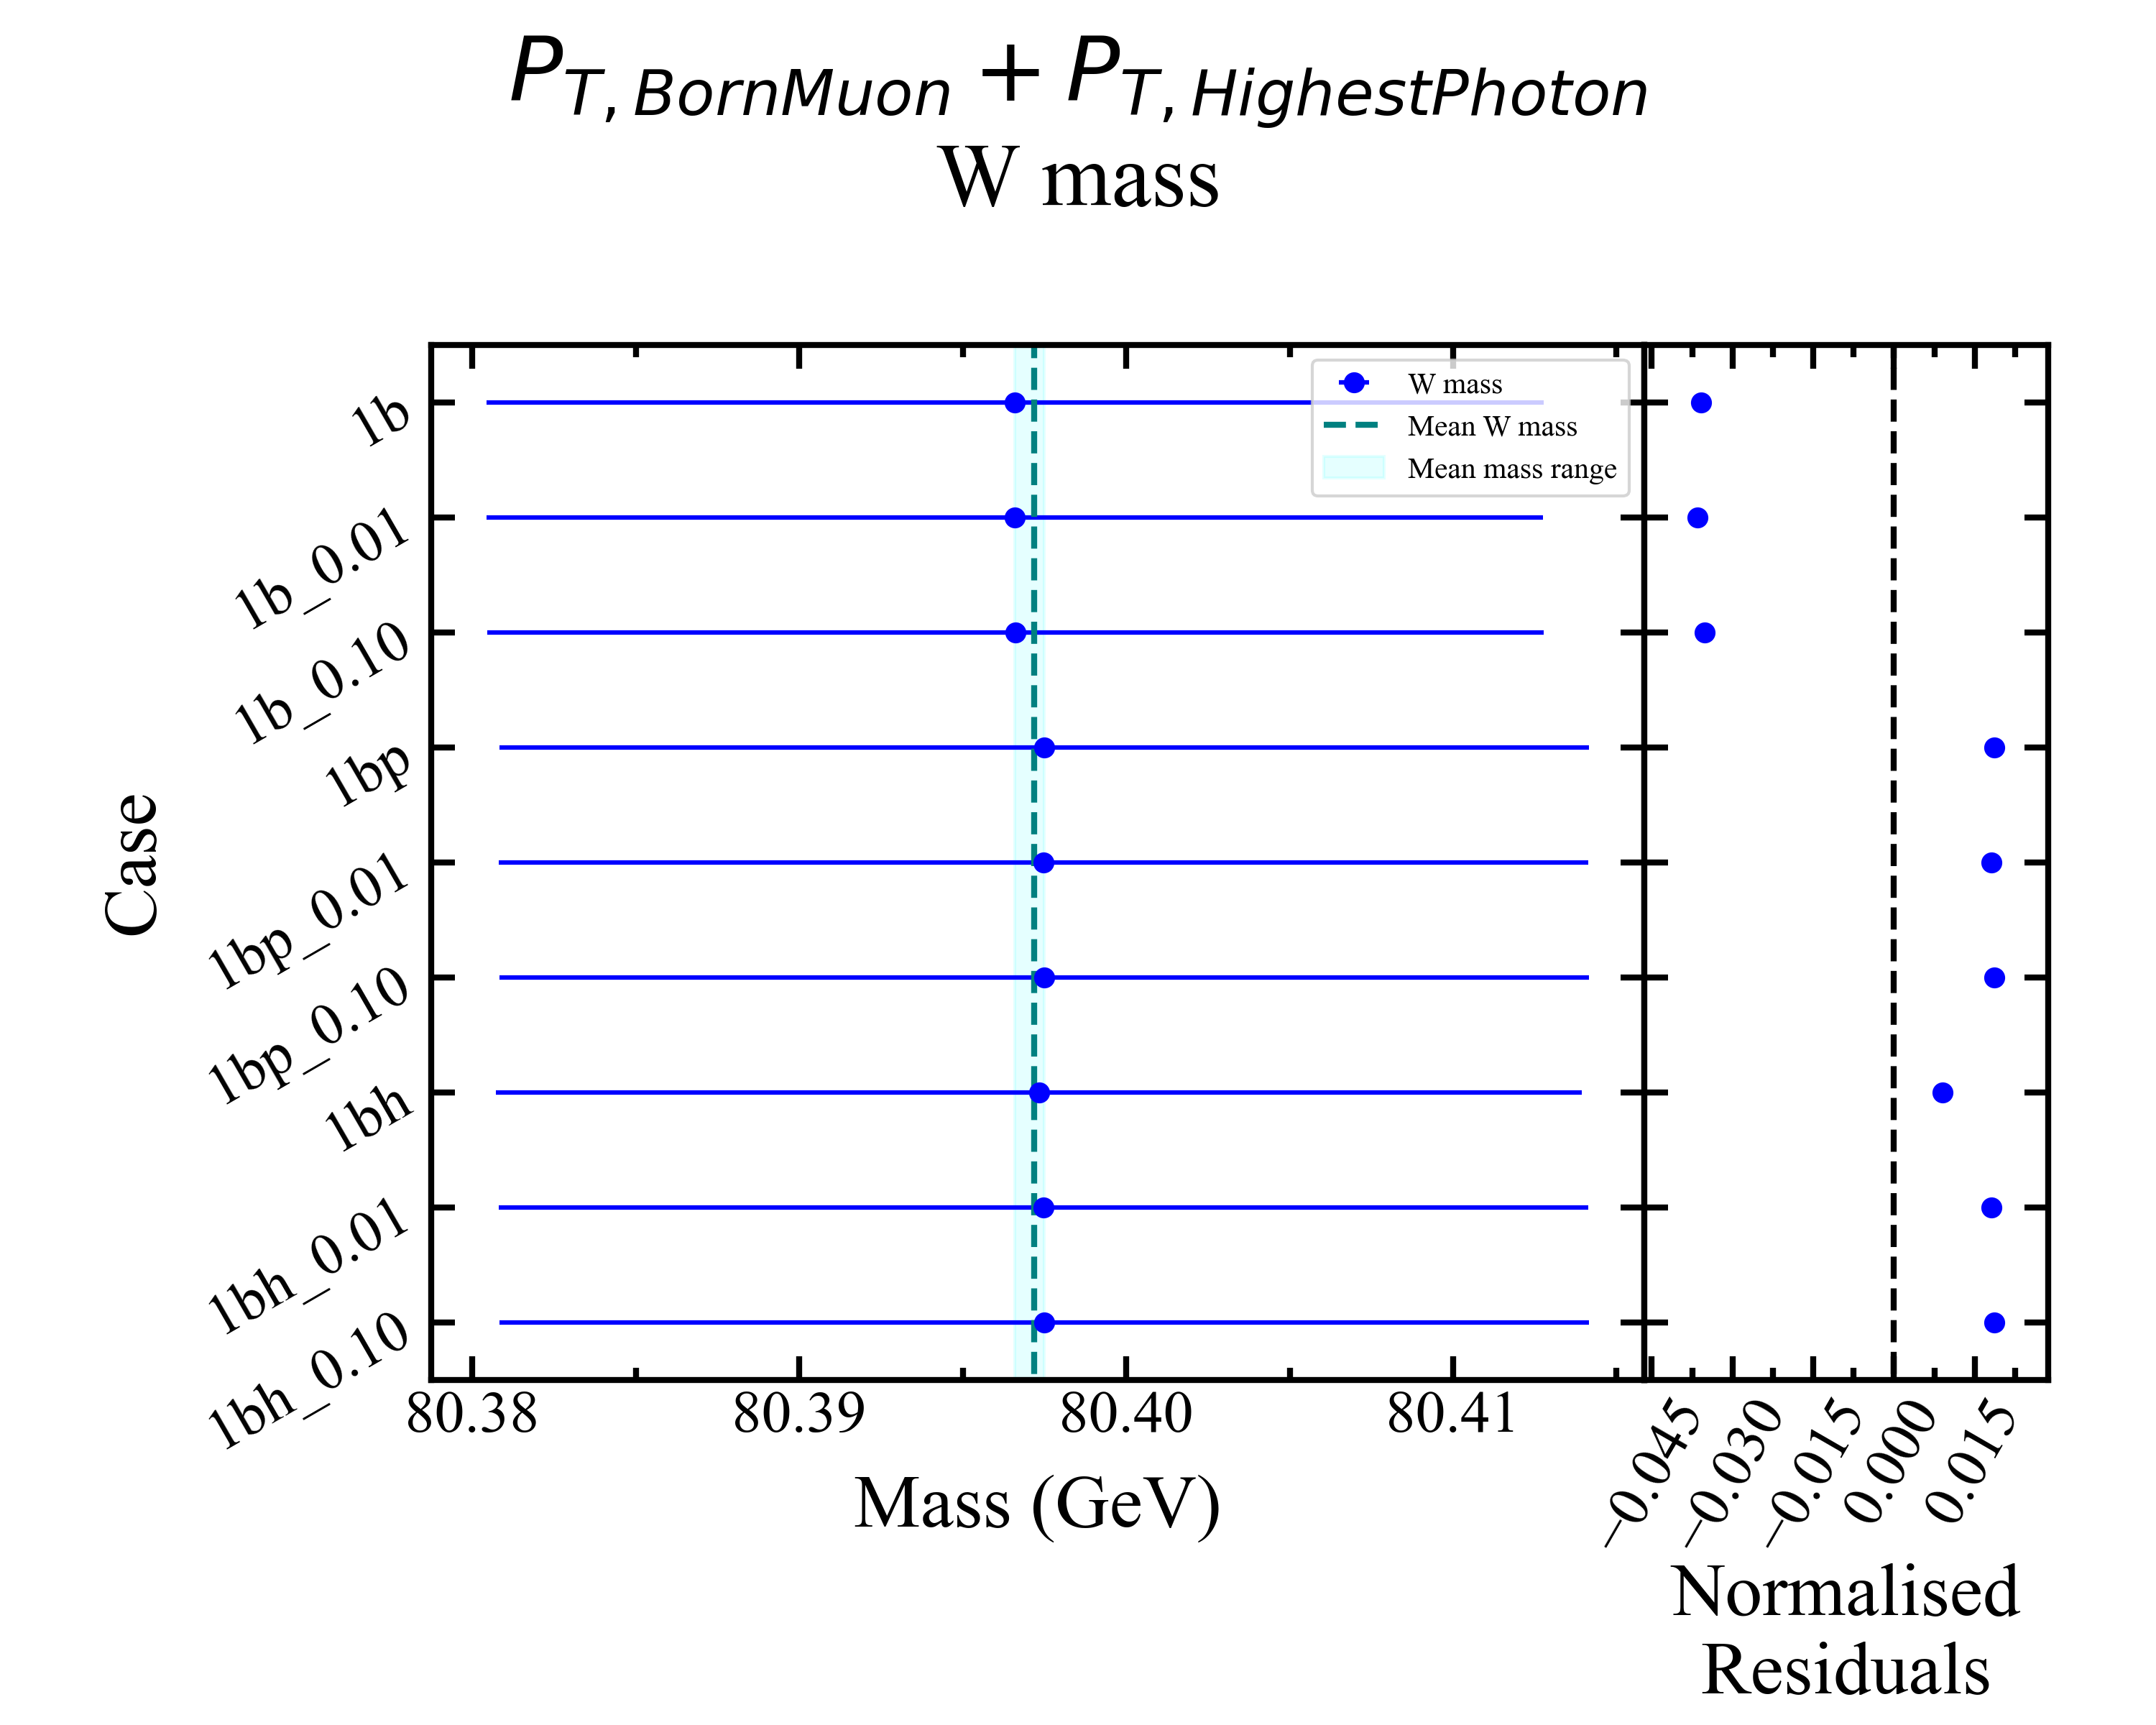 P_{T, BornMuon} + P_{T, HighestPhoton}
W mass
W mass
Mean W mass
Mean mass range
Case
1b
1b_0.01
1b_0.10
1bp
1bp_0.01
1bp_0.10
1bh
1bh_0.01
1bh_0.10
80.38 80.39 80.40 80.41
Mass (GeV)
−0.045 −0.030 −0.015 0.000 0.015
Normalised
Residuals